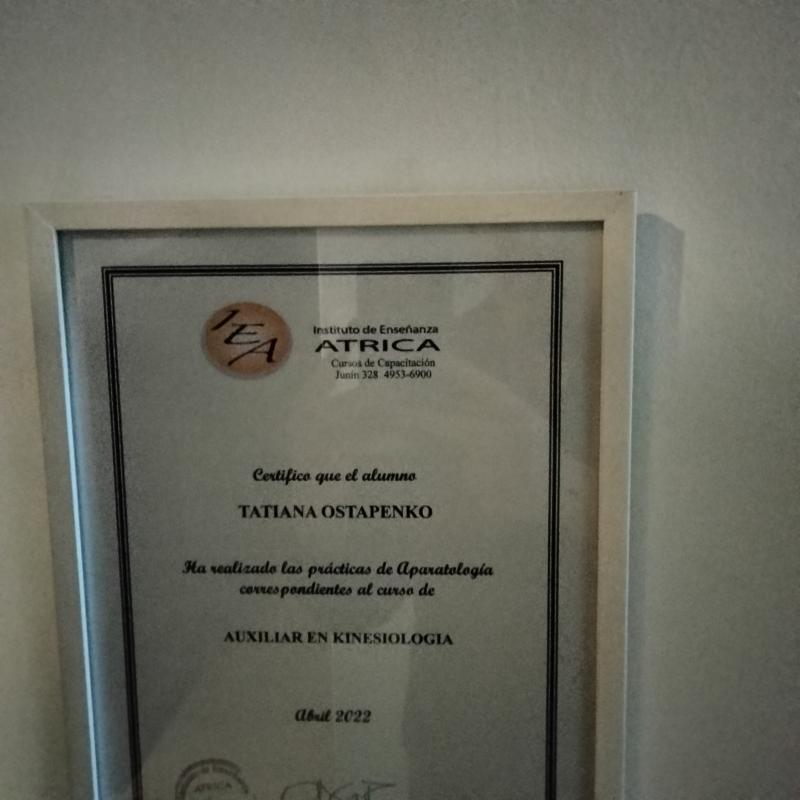 IEA
Instituto de Enseñanza
ATRICA
Cursos de Capacitación
Junín 328 4953-6900
Certifico que el alumno
TATIANA OSTAPENKO
Ha realizado las prácticas de Aparatología
correspondientes al curso de
AUXILIAR EN KINESIOLOGIA
Abril 2022
ATRICA